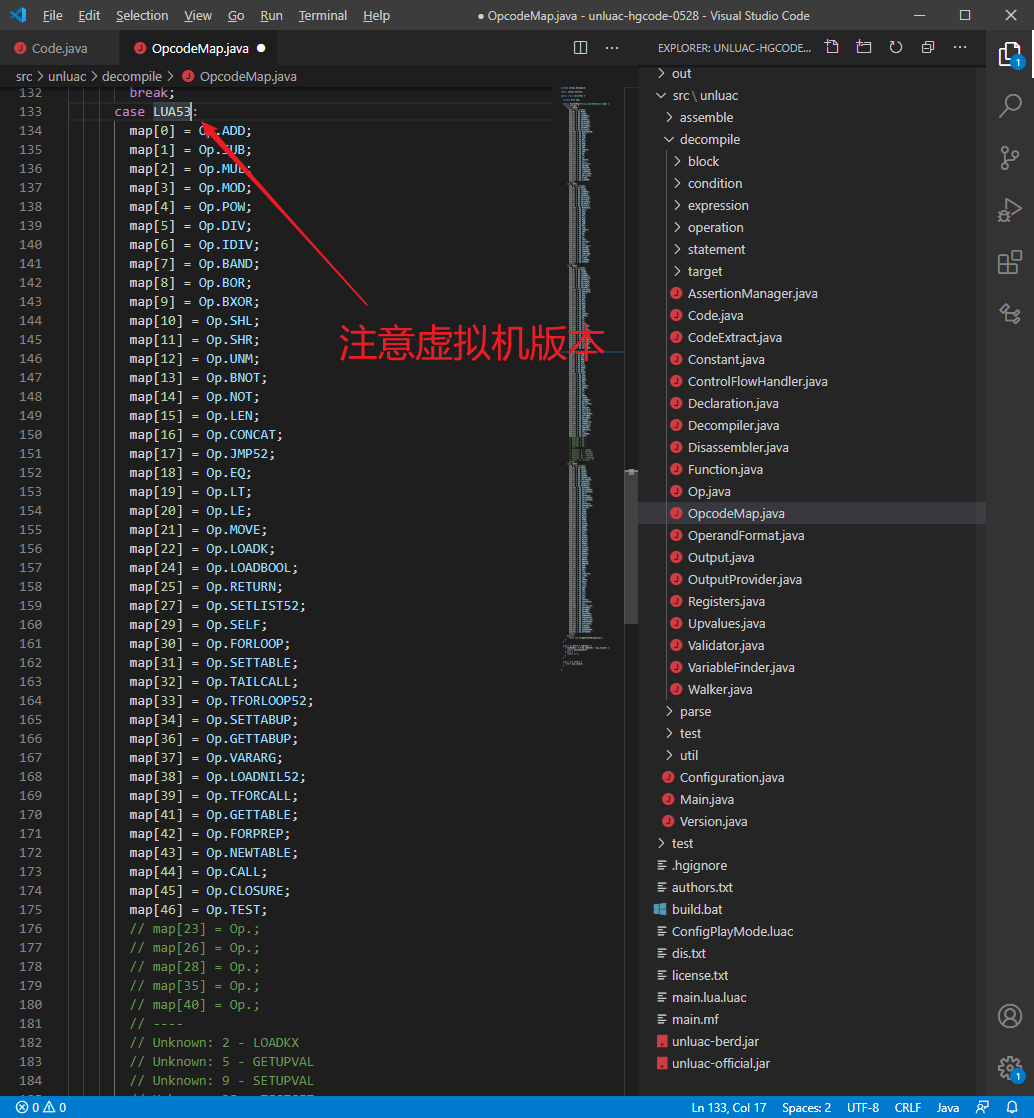 File Edit Selection View Go Run Terminal Help ● OpcodeMap.java - unluac-hgcode-0528 - Visual Studio Code
Code.java OpcodeMap.java ●
EXPLORER: UNLUAC-HGCODE...
src > unluac > decompile > OpcodeMap.java
132 break;
133 case LUA53:
134 map[0] = Op.ADD;
135 map[1] = Op.SUB;
136 map[2] = Op.MUL;
137 map[3] = Op.MOD;
138 map[4] = Op.POW;
139 map[5] = Op.DIV;
140 map[6] = Op.IDIV;
141 map[7] = Op.BAND;
142 map[8] = Op.BOR;
143 map[9] = Op.BXOR;
144 map[10] = Op.SHL;
145 map[11] = Op.SHR;
146 map[12] = Op.UNM;
147 map[13] = Op.BNOT;
148 map[14] = Op.NOT;
149 map[15] = Op.LEN;
150 map[16] = Op.CONCAT;
151 map[17] = Op.JMP52;
152 map[18] = Op.EQ;
153 map[19] = Op.LT;
154 map[20] = Op.LE;
155 map[21] = Op.MOVE;
156 map[22] = Op.LOADK;
157 map[24] = Op.LOADBOOL;
158 map[25] = Op.RETURN;
159 map[27] = Op.SETLIST52;
160 map[29] = Op.SELF;
161 map[30] = Op.FORLOOP;
162 map[31] = Op.SETTABLE;
163 map[32] = Op.TAILCALL;
164 map[33] = Op.TFORLOOP52;
165 map[34] = Op.SETTABUP;
166 map[36] = Op.GETTABUP;
167 map[37] = Op.VARARG;
168 map[38] = Op.LOADNIL52;
169 map[39] = Op.TFORCALL;
170 map[41] = Op.GETTABLE;
171 map[42] = Op.FORPREP;
172 map[43] = Op.NEWTABLE;
173 map[44] = Op.CALL;
174 map[45] = Op.CLOSURE;
175 map[46] = Op.TEST;
176 // map[23] = Op.;
177 // map[26] = Op.;
178 // map[28] = Op.;
179 // map[35] = Op.;
180 // map[40] = Op.;
181 // ----
182 // Unknown: 2 - LOADKX
183 // Unknown: 5 - GETUPVAL
184 // Unknown: 9 - SETUPVAL
注意虚拟机版本
out
src \ unluac
assemble
decompile
block
condition
expression
operation
statement
target
AssertionManager.java
Code.java
CodeExtract.java
Constant.java
ControlFlowHandler.java
Declaration.java
Decompiler.java
Disassembler.java
Function.java
Op.java
OpcodeMap.java
OperandFormat.java
Output.java
OutputProvider.java
Registers.java
Upvalues.java
Validator.java
VariableFinder.java
Walker.java
parse
test
util
Configuration.java
Main.java
Version.java
test
.hgignore
authors.txt
build.bat
ConfigPlayMode.luac
dis.txt
license.txt
main.lua.luac
main.mf
unluac-berd.jar
unluac-official.jar
1
1
0 0 Ln 133, Col 17 Spaces: 2 UTF-8 CRLF Java